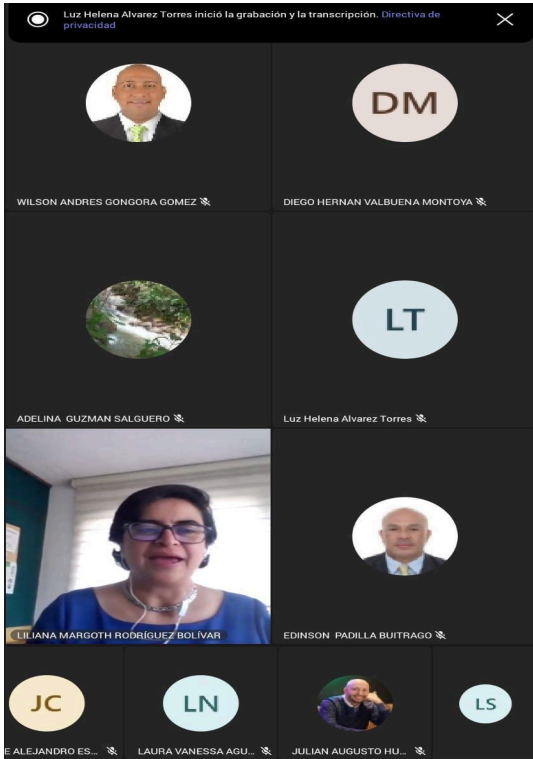 Luz Helena Alvarez Torres inició la grabación y la transcripción. Directiva de
privacidad
DM
WILSON ANDRES GONGORA GOMEZ
DIEGO HERNAN VALBUENA MONTOYA
LT
ADELINA GUZMAN SALGUERO
Luz Helena Alvarez Torres
LILIANA MARGOTH RODRÍGUEZ BOLÍVAR
EDINSON PADILLA BUITRAGO
JC
LN
LS
E ALEJANDRO ES...
LAURA VANESSA AGU...
JULIAN AUGUSTO HU...